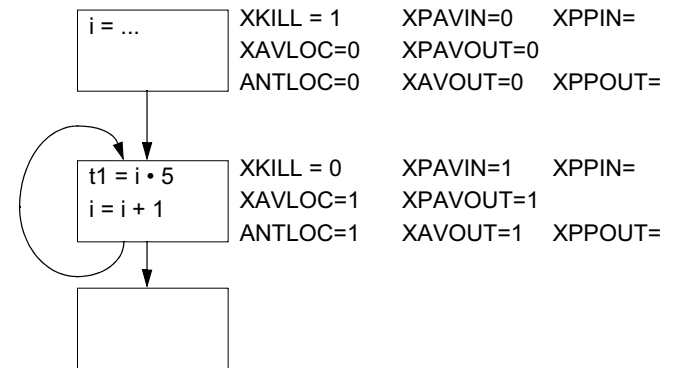 i = ... XKILL = 1 XPAVIN=0 XPPIN=
XAVLOC=0 XPAVOUT=0
ANTLOC=0 XAVOUT=0 XPPOUT=
t1 = i • 5 XKILL = 0 XPAVIN=1 XPPIN=
i = i + 1 XAVLOC=1 XPAVOUT=1
ANTLOC=1 XAVOUT=1 XPPOUT=